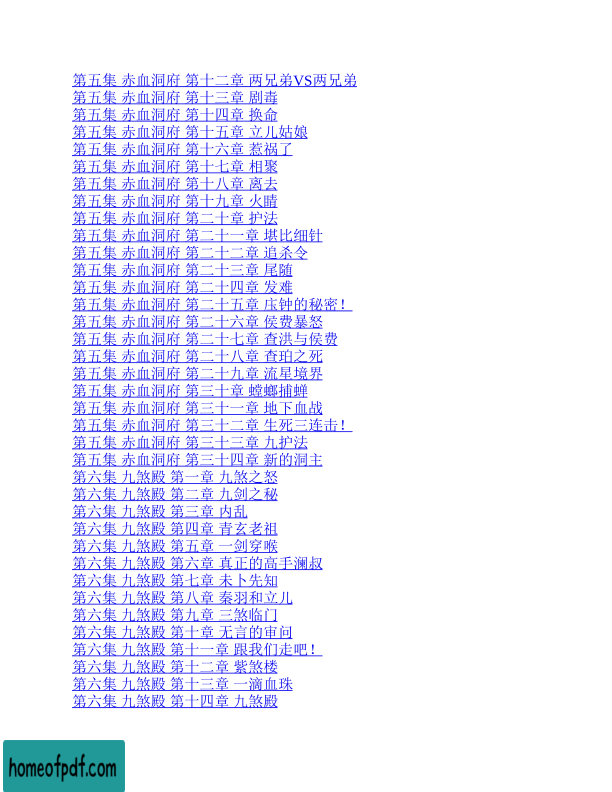 第五集 赤血洞府 第十二章 两兄弟VS两兄弟
第五集 赤血洞府 第十三章 剧毒
第五集 赤血洞府 第十四章 换命
第五集 赤血洞府 第十五章 立儿姑娘
第五集 赤血洞府 第十六章 惹祸了
第五集 赤血洞府 第十七章 相聚
第五集 赤血洞府 第十八章 离去
第五集 赤血洞府 第十九章 火睛
第五集 赤血洞府 第二十章 护法
第五集 赤血洞府 第二十一章 堪比细针
第五集 赤血洞府 第二十二章 追杀令
第五集 赤血洞府 第二十三章 尾随
第五集 赤血洞府 第二十四章 发难
第五集 赤血洞府 第二十五章 庒钟的秘密！
第五集 赤血洞府 第二十六章 侯费暴怒
第五集 赤血洞府 第二十七章 查洪与侯费
第五集 赤血洞府 第二十八章 查珀之死
第五集 赤血洞府 第二十九章 流星境界
第五集 赤血洞府 第三十章 螳螂捕蝉
第五集 赤血洞府 第三十一章 地下血战
第五集 赤血洞府 第三十二章 生死三连击！
第五集 赤血洞府 第三十三章 九护法
第五集 赤血洞府 第三十四章 新的洞主
第六集 九煞殿 第一章 九煞之怒
第六集 九煞殿 第二章 九剑之秘
第六集 九煞殿 第三章 内乱
第六集 九煞殿 第四章 青玄老祖
第六集 九煞殿 第五章 一剑穿喉
第六集 九煞殿 第六章 真正的高手澜叔
第六集 九煞殿 第七章 未卜先知
第六集 九煞殿 第八章 秦羽和立儿
第六集 九煞殿 第九章 三煞临门
第六集 九煞殿 第十章 无言的审问
第六集 九煞殿 第十一章 跟我们走吧！
第六集 九煞殿 第十二章 紫煞楼
第六集 九煞殿 第十三章 一滴血珠
第六集 九煞殿 第十四章 九煞殿
homeofpdf.com